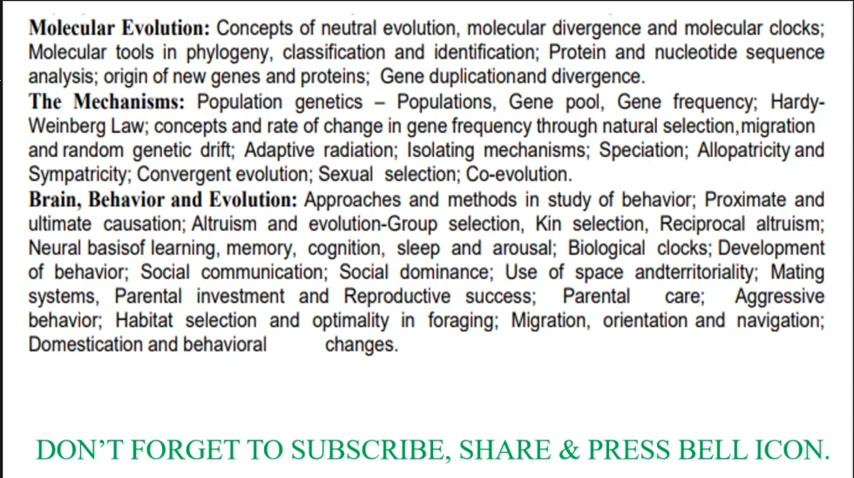 Molecular Evolution: Concepts of neutral evolution, molecular divergence and molecular clocks;
Molecular tools in phylogeny, classification and identification; Protein and nucleotide sequence
analysis; origin of new genes and proteins; Gene duplicationand divergence.
The Mechanisms: Population genetics – Populations, Gene pool, Gene frequency; Hardy-
Weinberg Law; concepts and rate of change in gene frequency through natural selection,migration
and random genetic drift; Adaptive radiation; Isolating mechanisms; Speciation; Allopatricity and
Sympatricity; Convergent evolution; Sexual selection; Co-evolution.
Brain, Behavior and Evolution: Approaches and methods in study of behavior; Proximate and
ultimate causation; Altruism and evolution-Group selection, Kin selection, Reciprocal altruism;
Neural basisof learning, memory, cognition, sleep and arousal; Biological clocks; Development
of behavior; Social communication; Social dominance; Use of space andterritoriality; Mating
systems, Parental investment and Reproductive success; Parental care; Aggressive
behavior; Habitat selection and optimality in foraging; Migration, orientation and navigation;
Domestication and behavioral changes.
DON'T FORGET TO SUBSCRIBE, SHARE & PRESS BELL ICON.